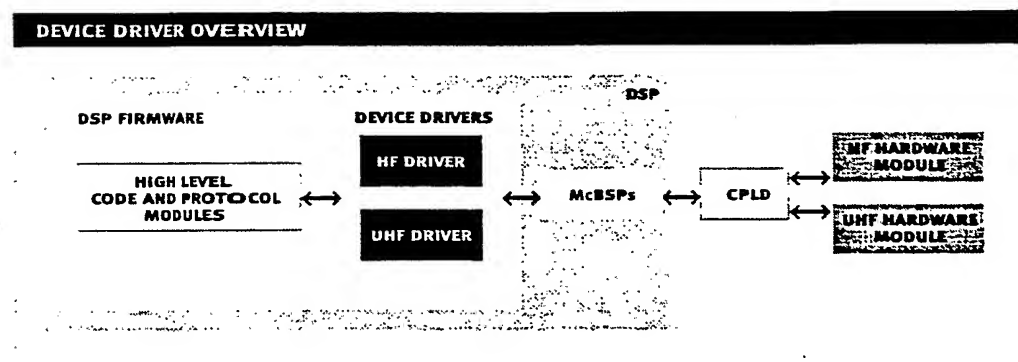 DEVICE DRIVER OVERVIEW
DSP
DSP FIRMWARE
DEVICE DRIVERS
HF DRIVER
HIGH LEVEL
CODE AND PROTOCOL
MODULES
McBSPs
CPLD
UHF DRIVER
HF HARDWARE
MODULE
UHF HARDWARE
MODULE